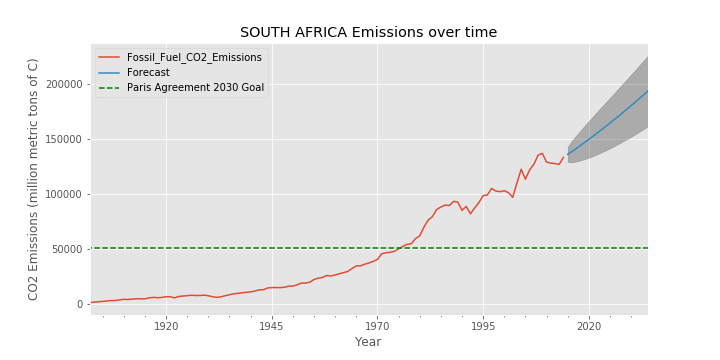 SOUTH AFRICA Emissions over time
Fossil_Fuel_CO2_Emissions
Forecast
Paris Agreement 2030 Goal
CO2 Emissions (million metric tons of C)
200000
150000
100000
50000
0
1920
1945
1970
1995
2020
Year